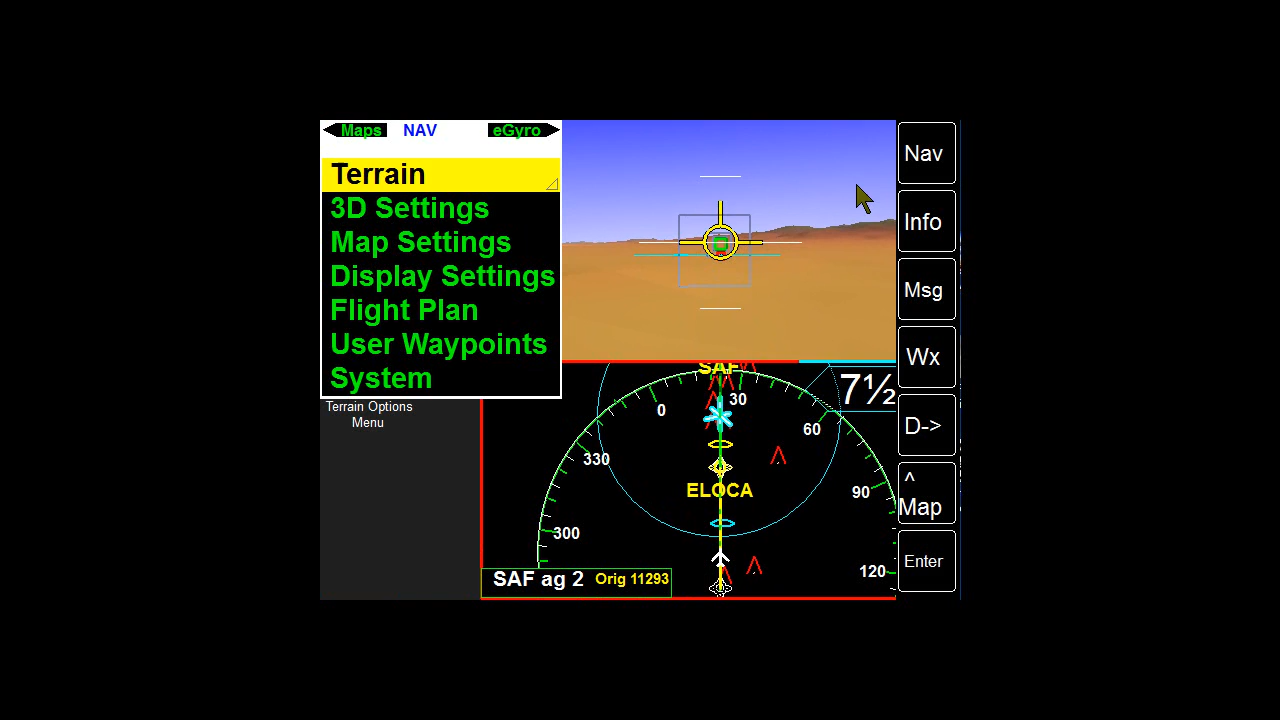 Maps NAV eGyro
Terrain
3D Settings
Map Settings
Display Settings
Flight Plan
User Waypoints
System
Terrain Options
Menu
SAF
7½
0
30
60
330
90
ELOCA
300
120
SAF ag 2 Orig 11293
Nav
Info
Msg
Wx
D->
^
Map
Enter